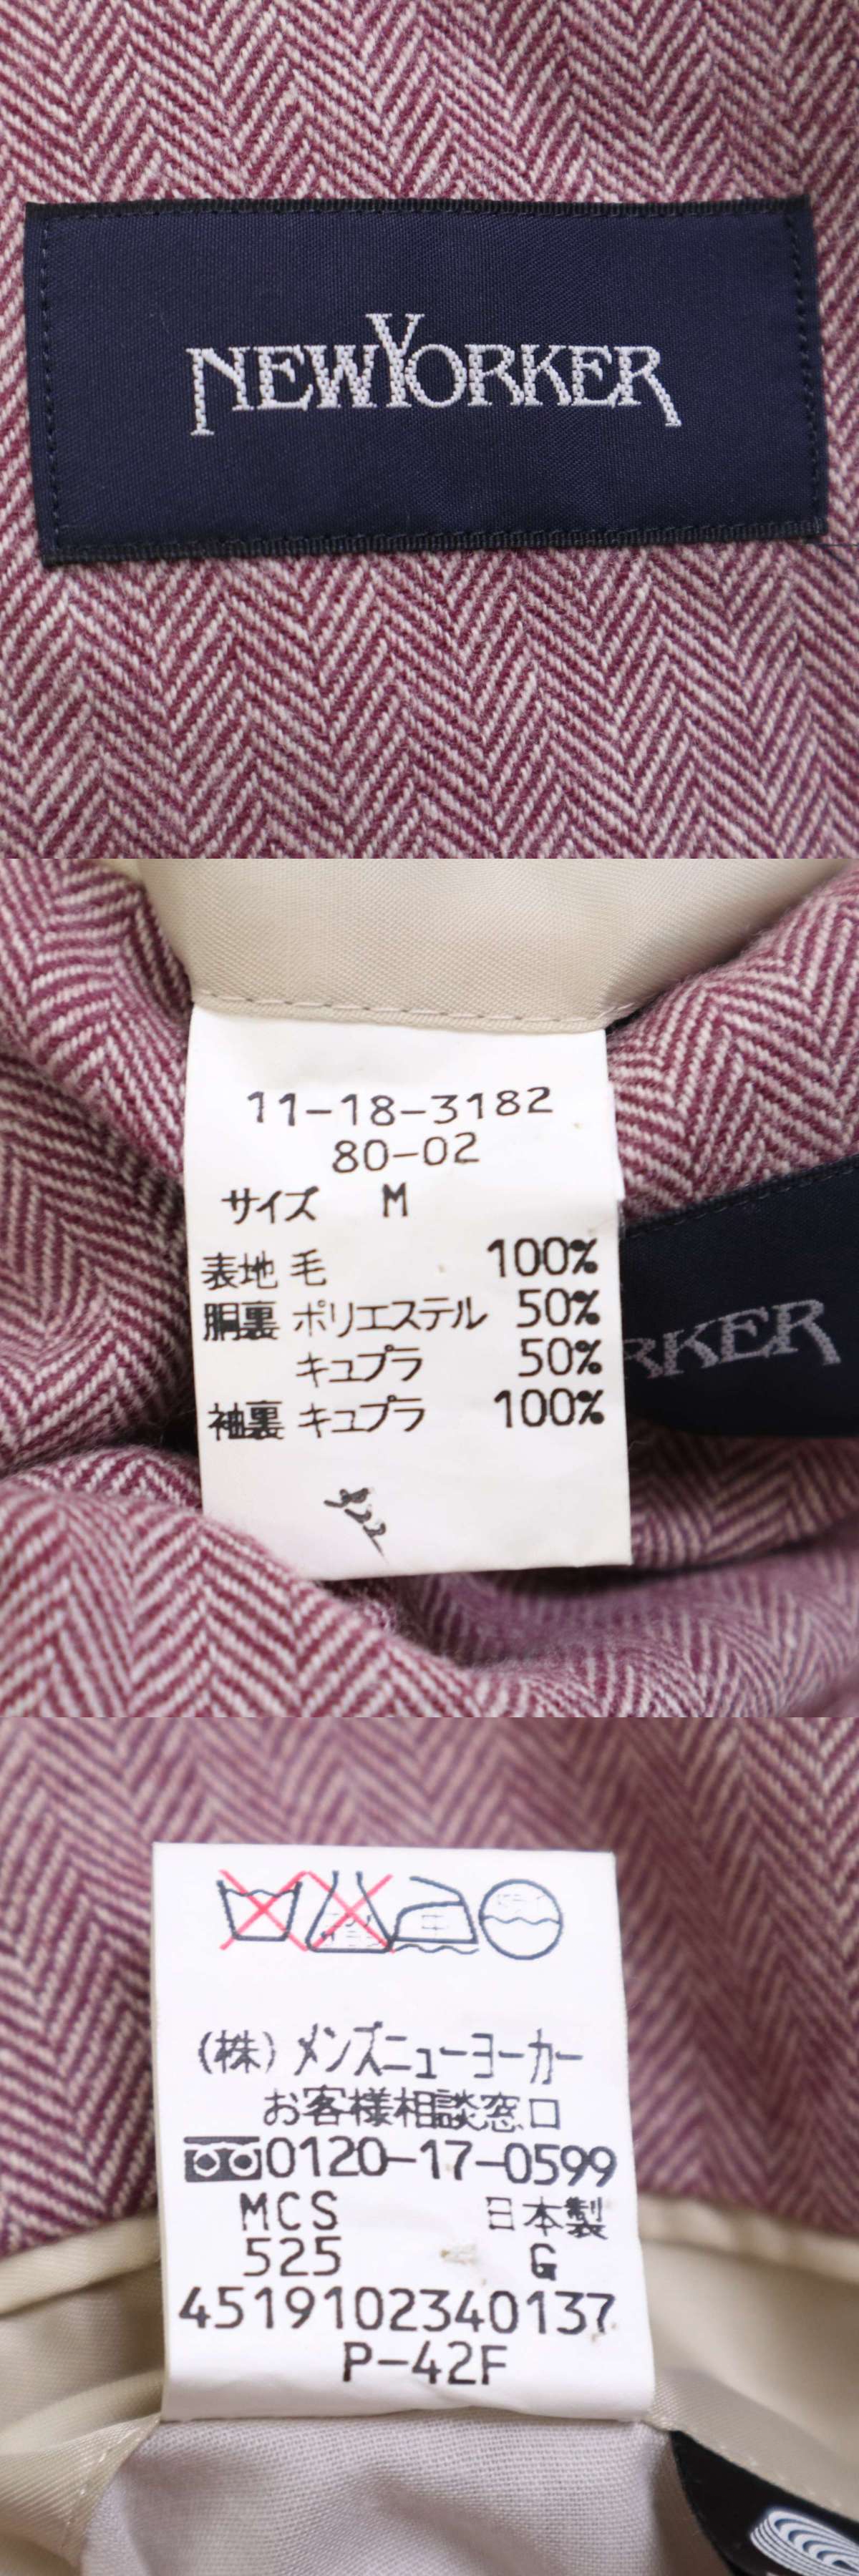 NEWYORKER
11-18-3182
80-02
サイズ M
表地 毛 100%
胴裏 ポリエステル 50%
キュプラ 50%
袖裏 キュプラ 100%
RKER
(株)メンズニューヨーカー
お客様相談窓口
0120-17-0599
MCS 日本製
525 G
4519102340137
P-42F